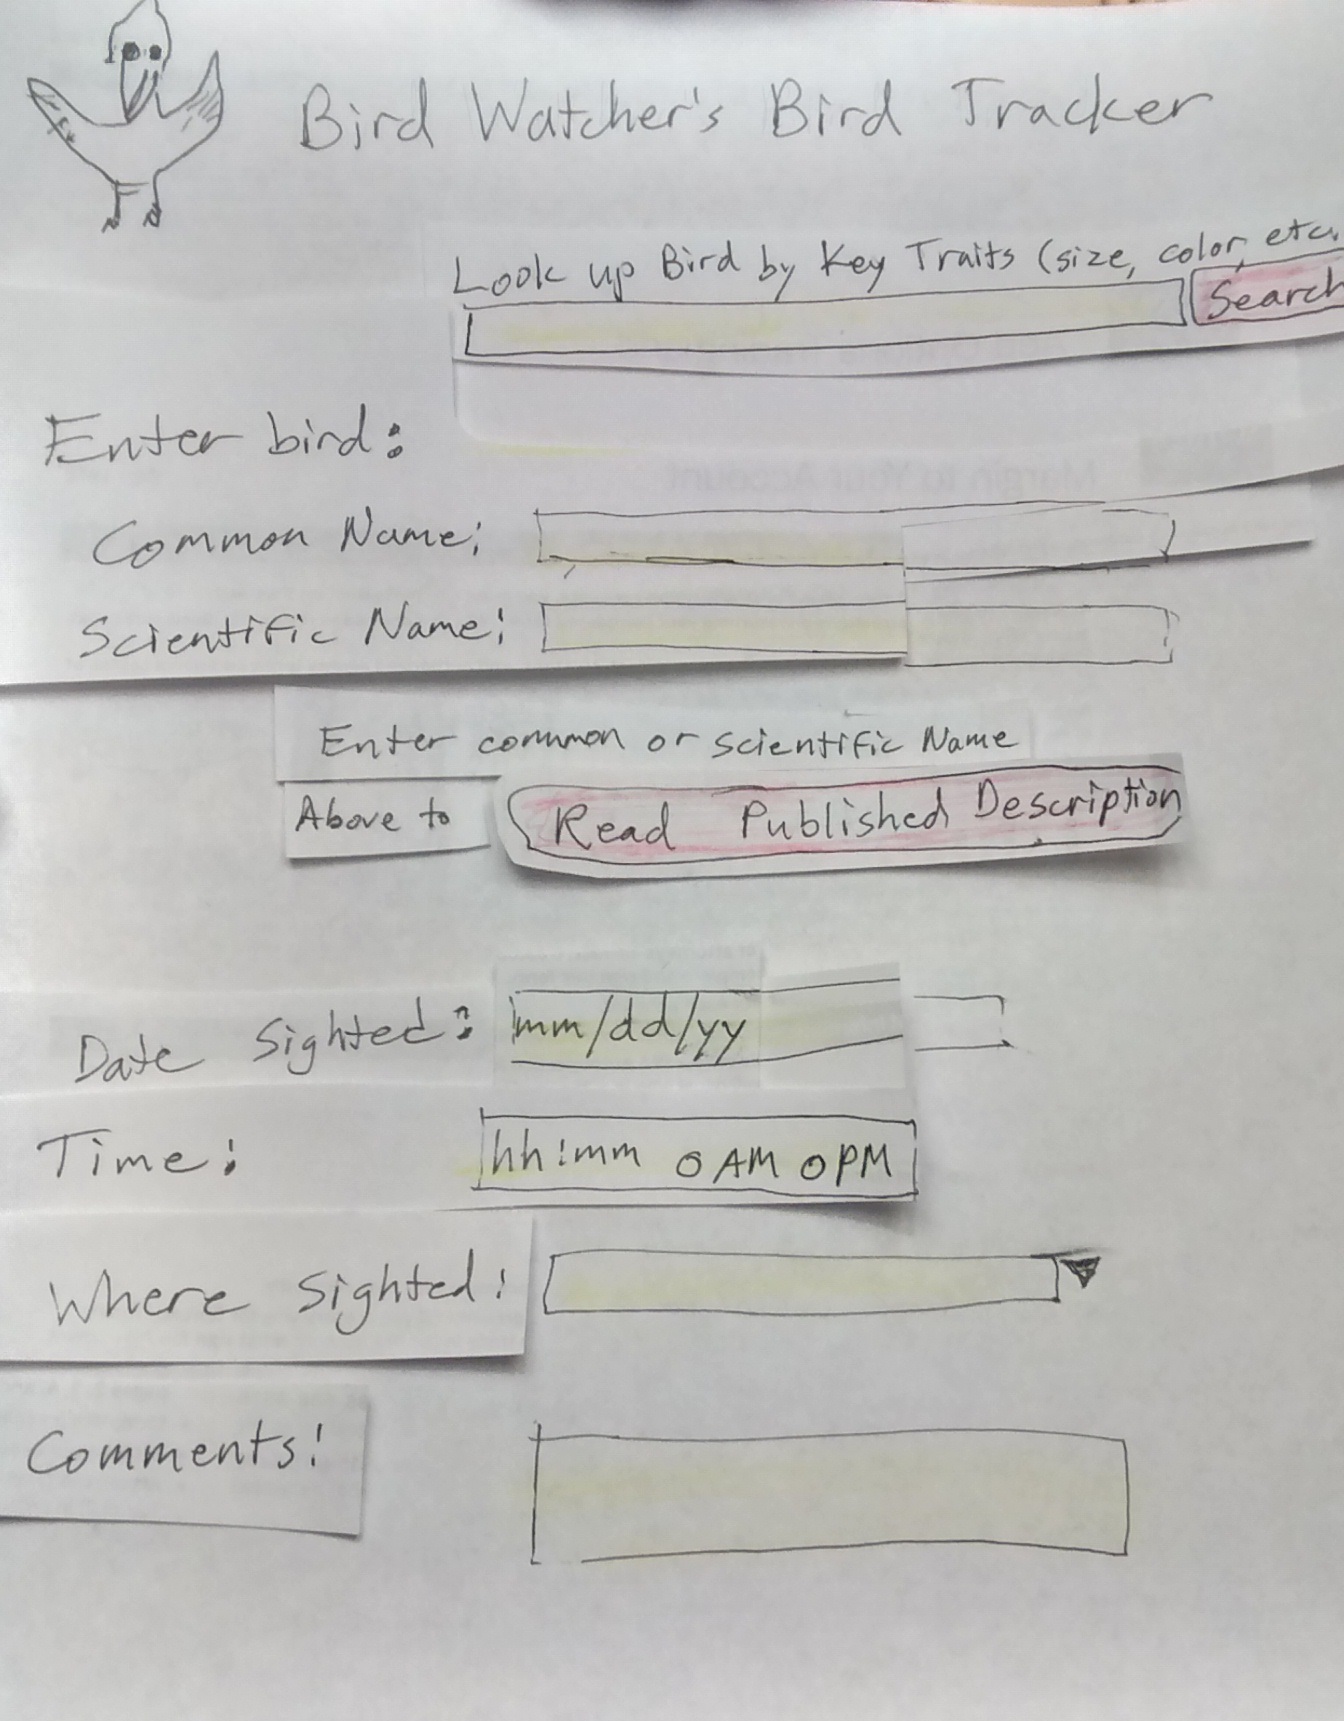 Bird Watcher's Bird Tracker
Look up Bird by Key Traits (size, color, etc.
Search
Enter bird:
Common Name:
Scientific Name:
Enter common or scientific Name
Above to Read Published Description
Date Sighted: mm/dd/yy
Time: hh:mm O AM O PM
Where Sighted:
Comments: